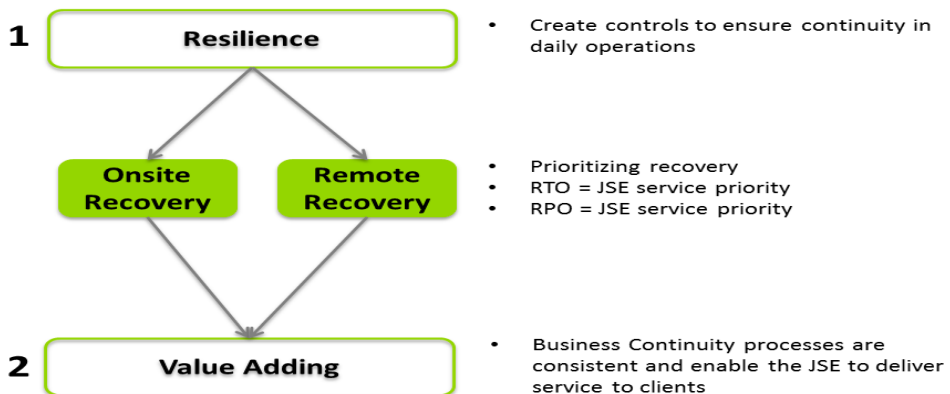 1
Resilience
• Create controls to ensure continuity in
daily operations
Onsite
Recovery
Remote
Recovery
• Prioritizing recovery
• RTO = JSE service priority
• RPO = JSE service priority
2
Value Adding
• Business Continuity processes are
consistent and enable the JSE to deliver
service to clients